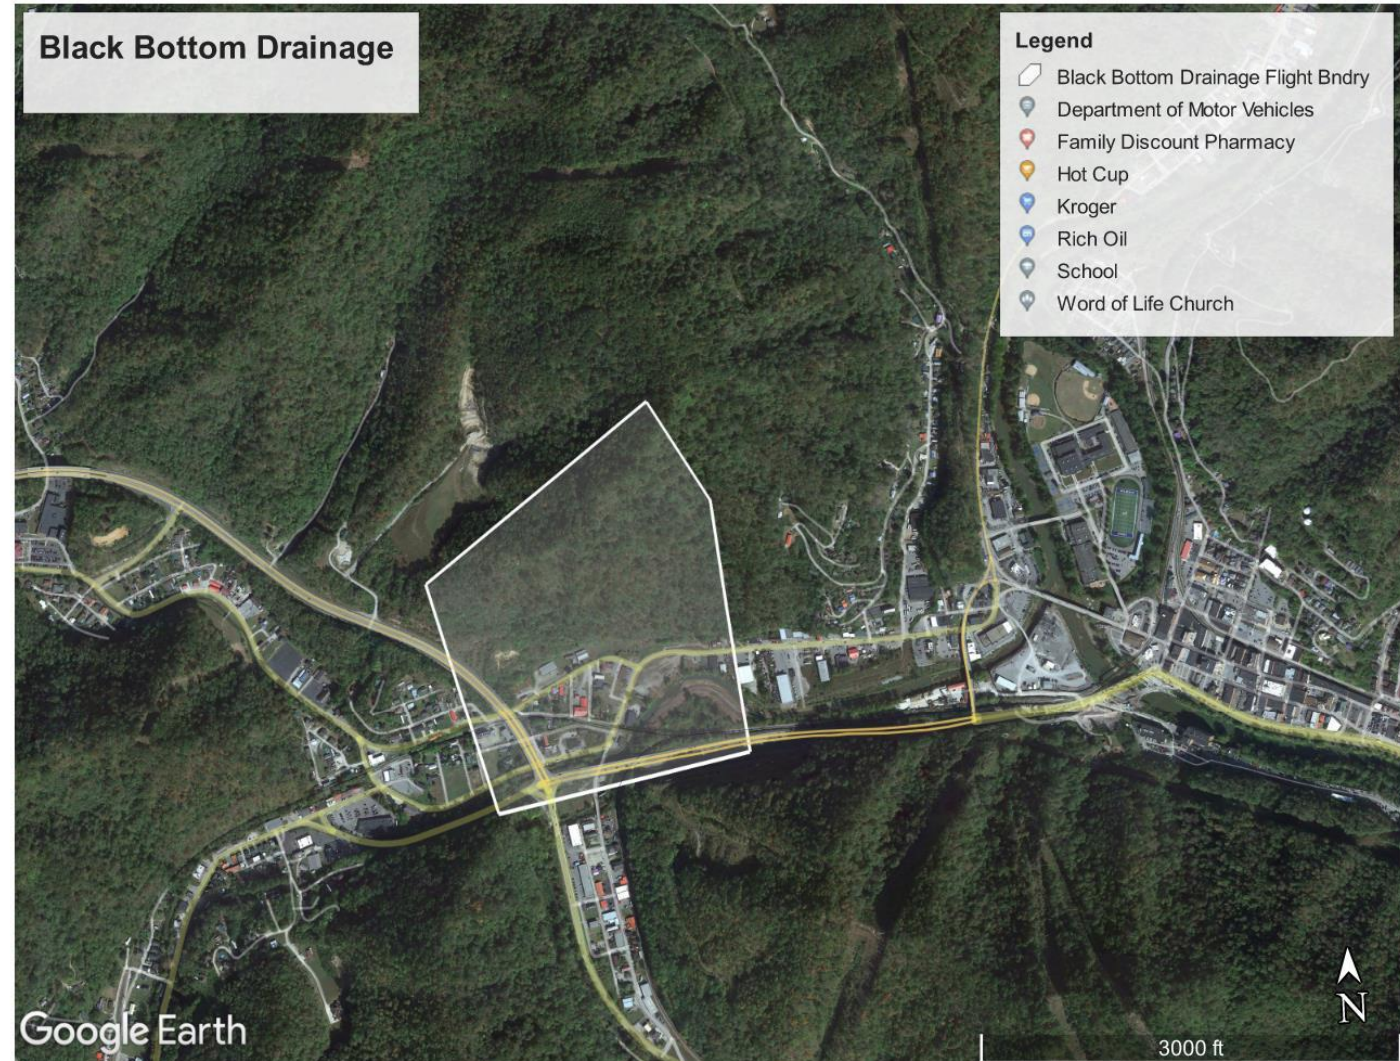 Black Bottom Drainage
Legend
Black Bottom Drainage Flight Bndry
Department of Motor Vehicles
Family Discount Pharmacy
Hot Cup
Kroger
Rich Oil
School
Word of Life Church
N
Google Earth
3000 ft